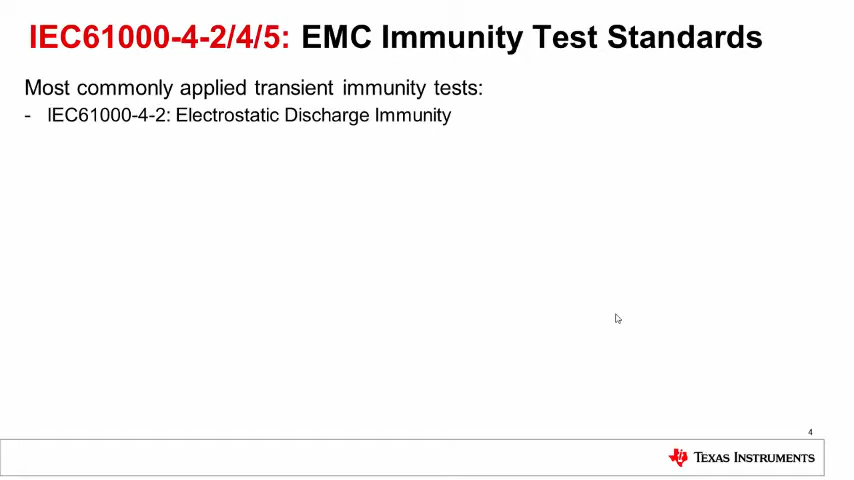 IEC61000-4-2/4/5: EMC Immunity Test Standards
Most commonly applied transient immunity tests:
- IEC61000-4-2: Electrostatic Discharge Immunity
4
TEXAS INSTRUMENTS